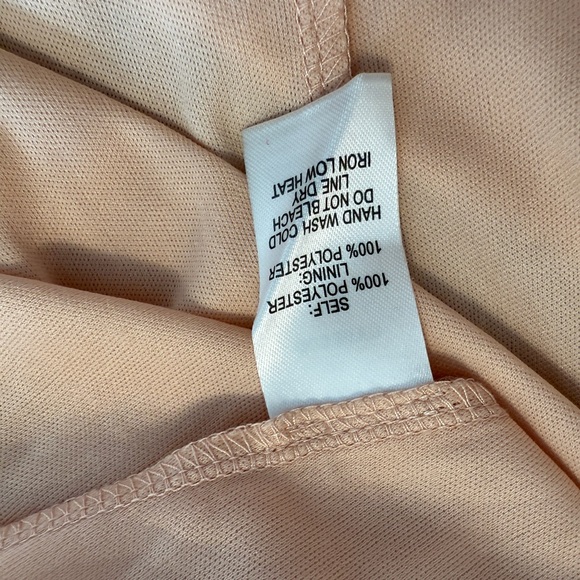 SELF:
100% POLYESTER
LINING:
100% POLYESTER
HAND WASH COLD
DO NOT BLEACH
LINE DRY
IRON LOW HEAT